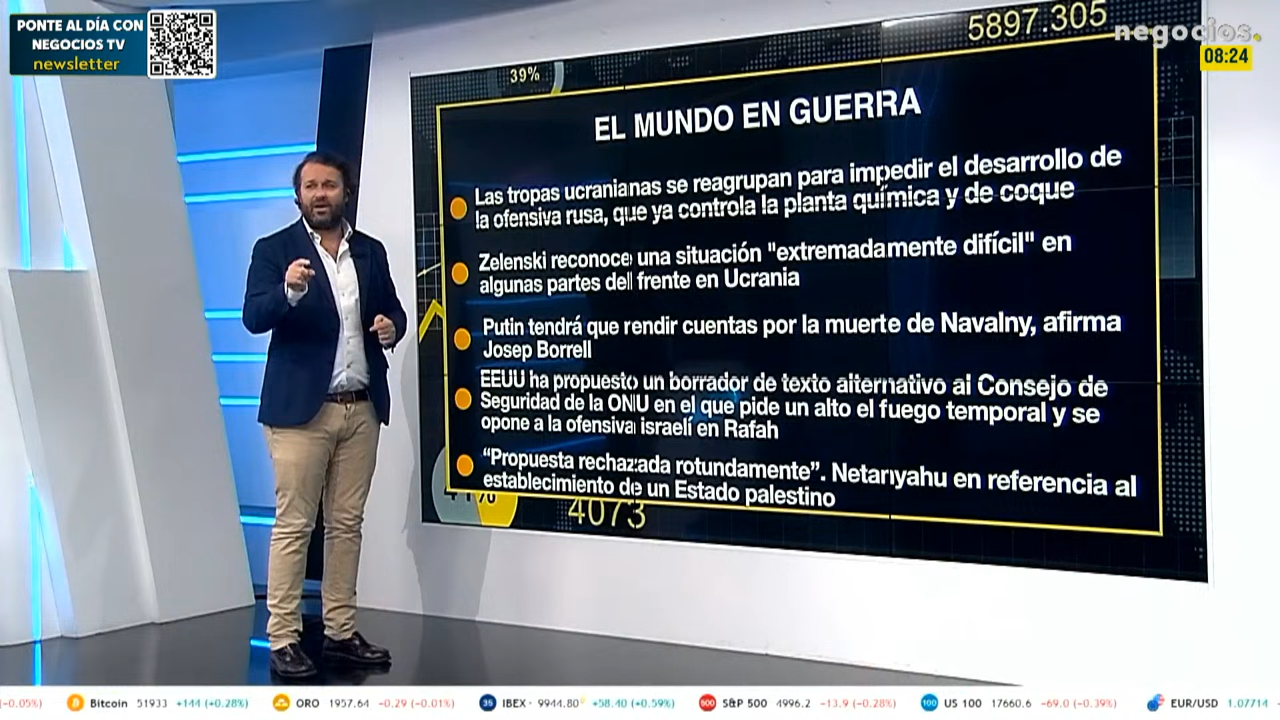 PONTE AL DÍA CON
NEGOCIOS TV
newsletter
5897.305
negocios.
08:24
39%
EL MUNDO EN GUERRA
Las tropas ucranianas se reagrupan para impedir el desarrollo de
la ofensiva rusa, que ya controla la planta química y de coque
Zelenski reconoce una situación "extremadamente difícil" en
algunas partes del frente en Ucrania
Putin tendrá que rendir cuentas por la muerte de Navalny, afirma
Josep Borrell
EEUU ha propuesto un borrador de texto alternativo al Consejo de
Seguridad de la ONU en el que pide un alto el fuego temporal y se
opone a la ofensiva israelí en Rafah
“Propuesta rechazada rotundamente”. Netanyahu en referencia al
establecimiento de un Estado palestino
4073
-0.05%) Bitcoin 51933 +144 (+0.28%) ORO 1957.64 -0.29 (-0.01%) 35 IBEX 9944.80 +58.40 (+0.59%) 500 S&P 500 4996.2 -13.9 (-0.28%) 100 US 100 17660.6 -69.0 (-0.39%) EUR/USD 1.07714